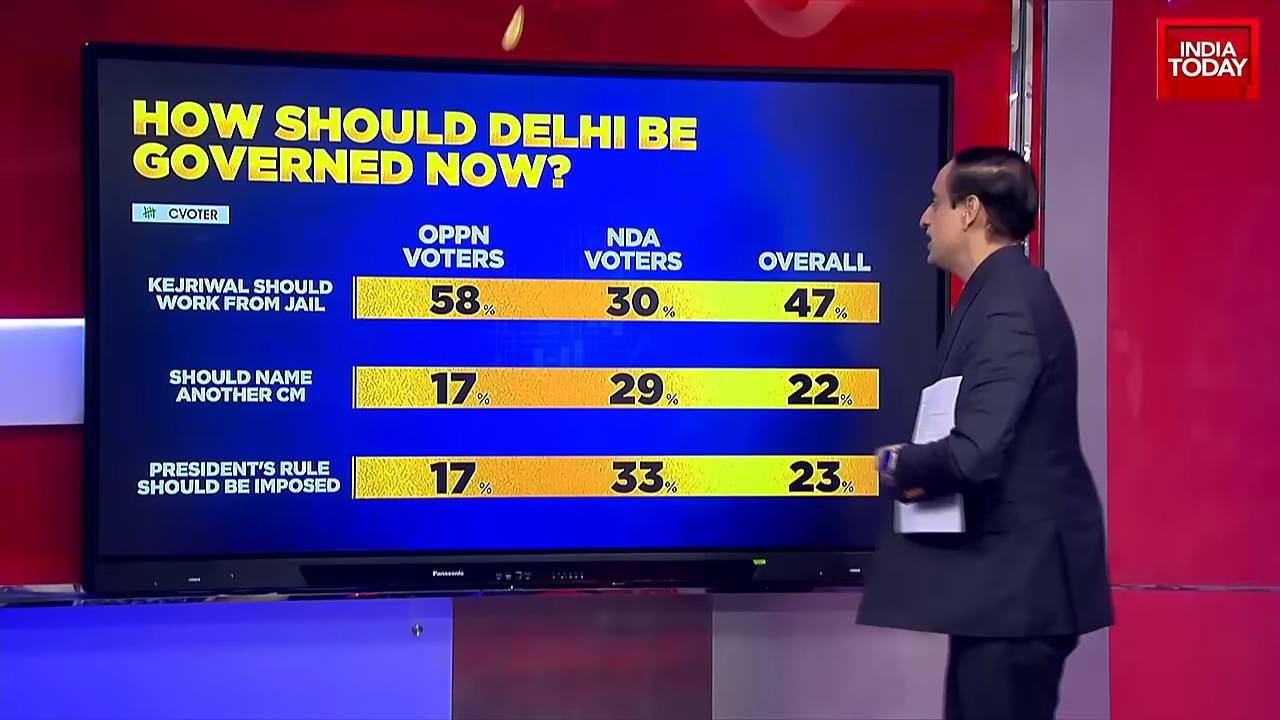 INDIA
TODAY
HOW SHOULD DELHI BE
GOVERNED NOW?
CVOTER
OPPN
VOTERS
NDA
VOTERS
OVERALL
KEJRIWAL SHOULD
WORK FROM JAIL
58% 30% 47%
SHOULD NAME
ANOTHER CM
17% 29% 22%
PRESIDENT'S RULE
SHOULD BE IMPOSED
17% 33% 23%
Panasonic